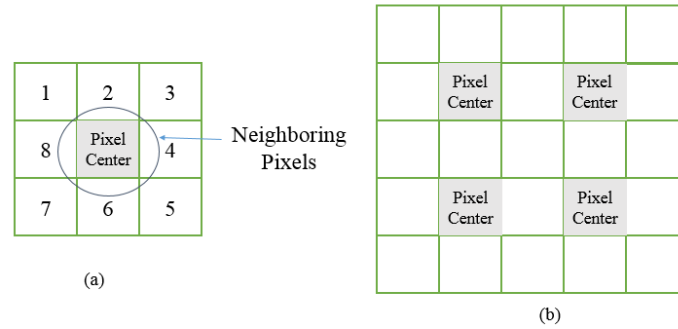 1 2 3
8 Pixel 4
Center
7 6 5
Neighboring
Pixels
(a)
Pixel Pixel
Center Center
Pixel Pixel
Center Center
(b)